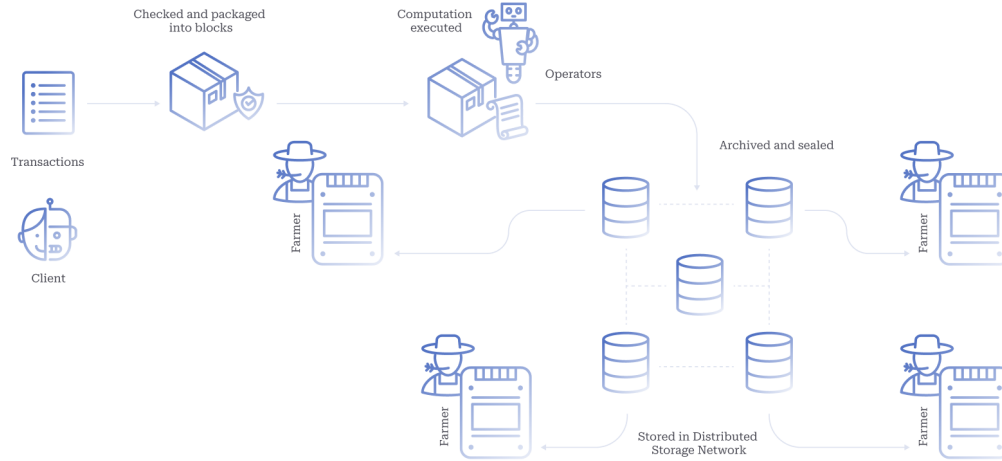 Checked and packaged
into blocks
Computation
executed
Operators
Transactions
Archived and sealed
Farmer
Farmer
Client
Farmer
Farmer
Stored in Distributed
Storage Network